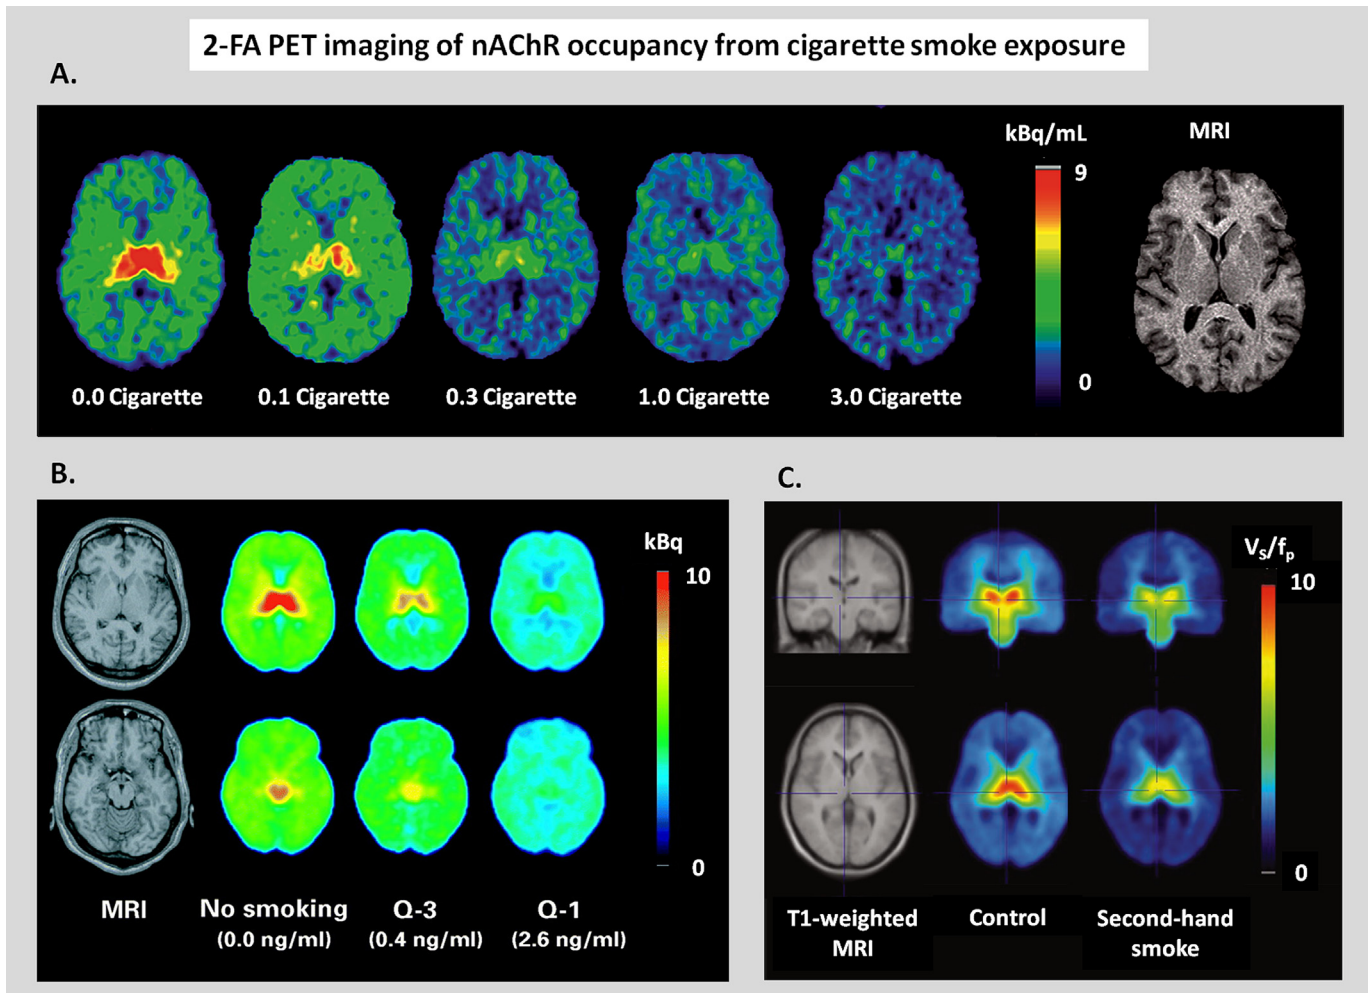 2-FA PET imaging of nAChR occupancy from cigarette smoke exposure
A.
kBq/mL
MRI
9
0
0.0 Cigarette
0.1 Cigarette
0.3 Cigarette
1.0 Cigarette
3.0 Cigarette
B.
kBq
10
0
MRI
No smoking
(0.0 ng/ml)
Q-3
(0.4 ng/ml)
Q-1
(2.6 ng/ml)
C.
VS/fp
10
0
T1-weighted
MRI
Control
Second-hand
smoke